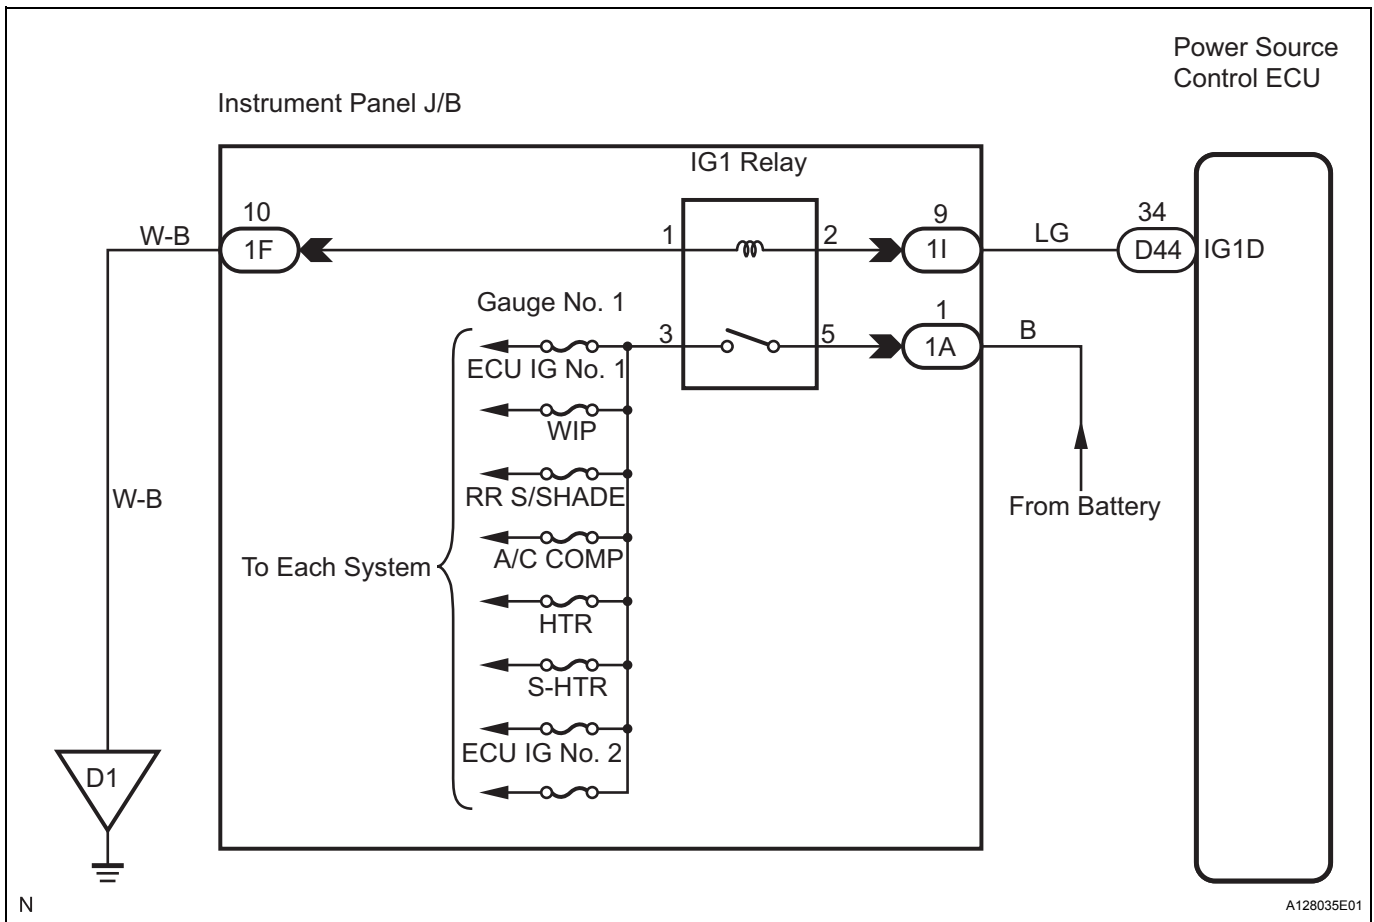 Power Source
Control ECU
Instrument Panel J/B
IG1 Relay
10
9
34
W-B
1F
1
2
1I
LG
D44
IG1D
Gauge No. 1
1
3
5
1A
B
ECU IG No. 1
WIP
RR S/SHADE
W-B
From Battery
A/C COMP
To Each System
HTR
S-HTR
ECU IG No. 2
D1
N
A128035E01